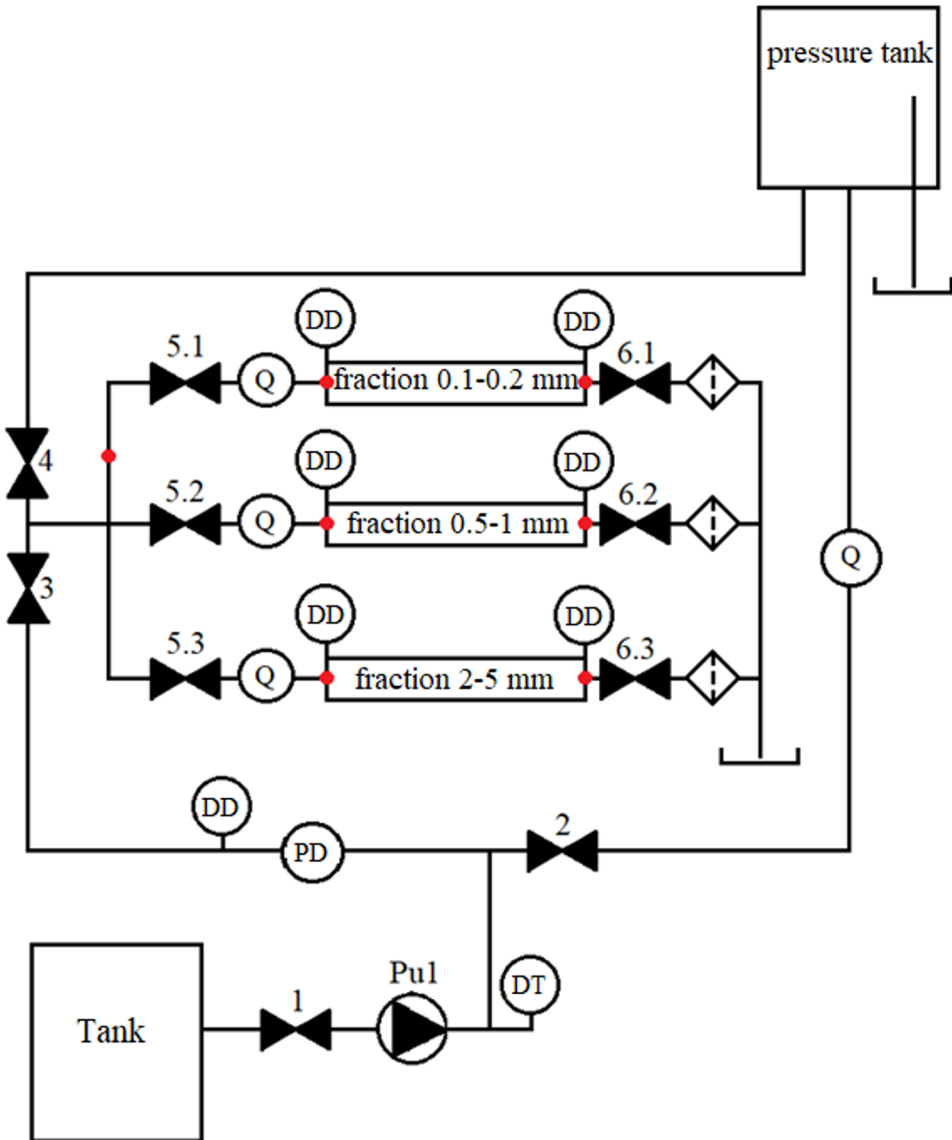 pressure tank
DD
DD
5.1
6.1
Q
fraction 0.1-0.2 mm
4
DD
DD
5.2
6.2
Q
fraction 0.5-1 mm
Q
3
DD
DD
5.3
6.3
Q
fraction 2-5 mm
DD
PD
2
Pu1
DT
1
Tank